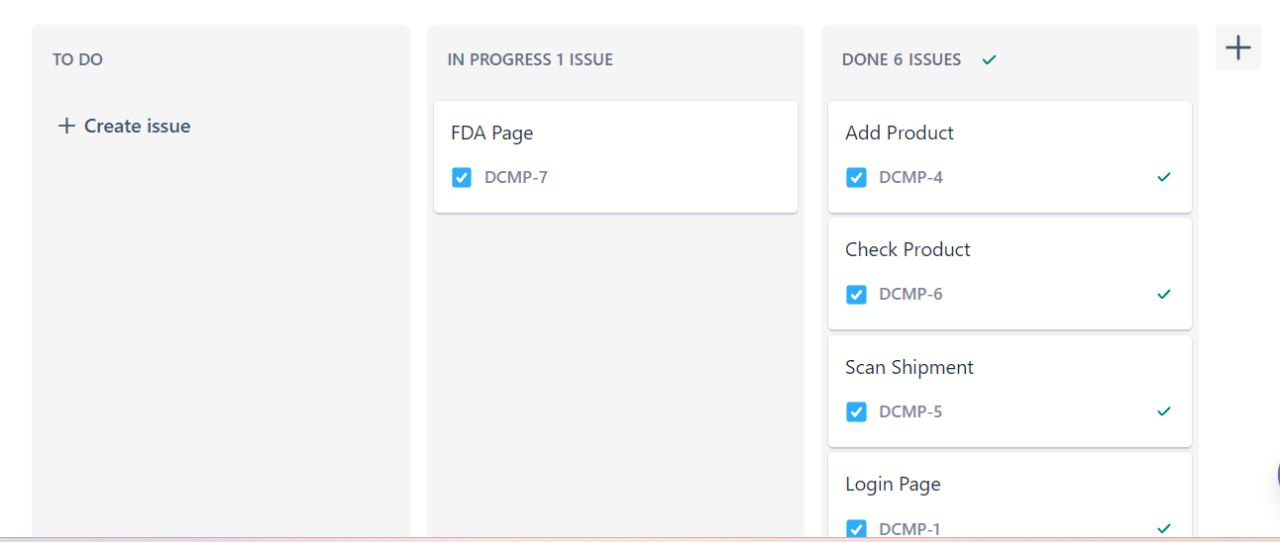 TO DO
Create issue
IN PROGRESS 1 ISSUE
FDA Page
DCMP-7
DONE 6 ISSUES
Add Product
DCMP-4
Check Product
DCMP-6
Scan Shipment
DCMP-5
Login Page
DCMP-1